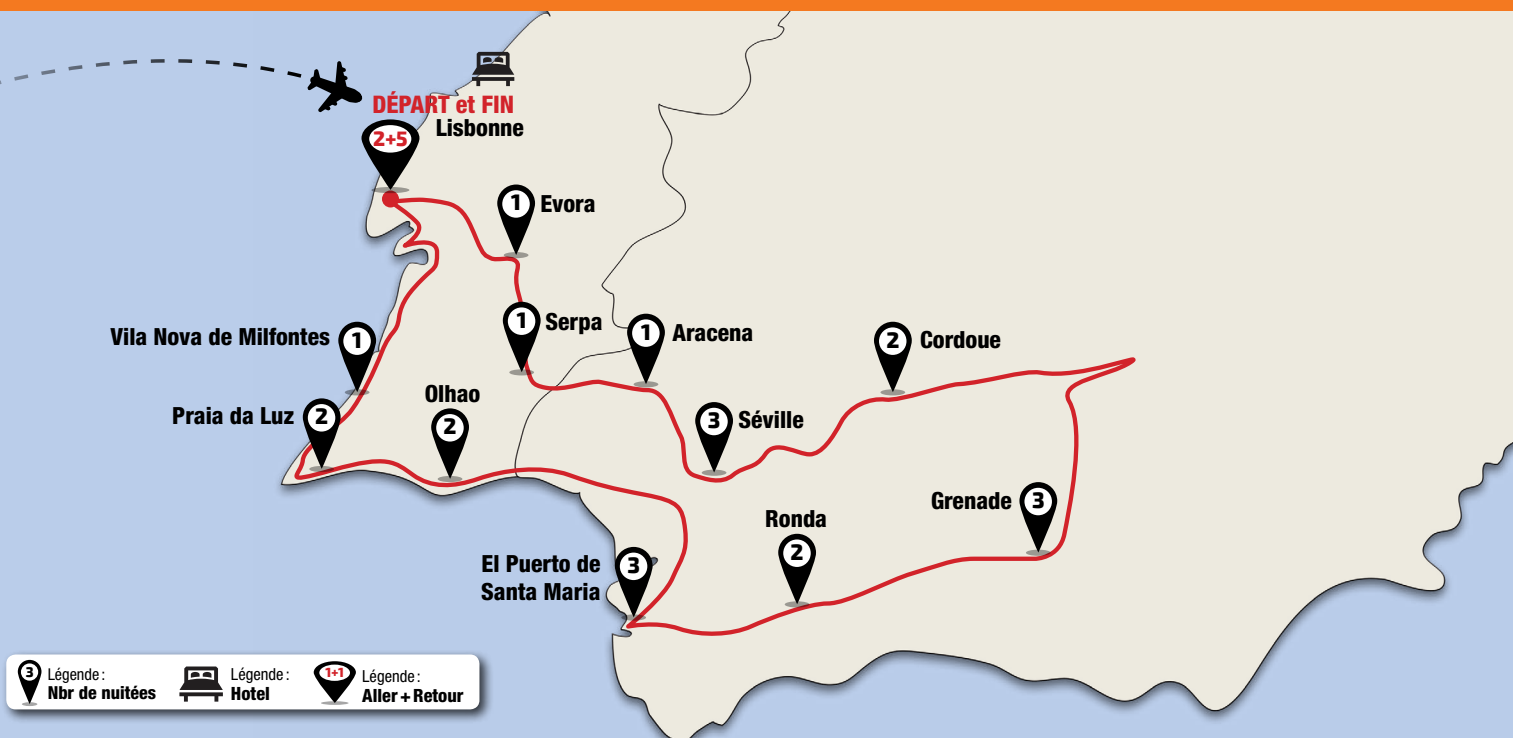 DÉPART et FIN
Lisbonne
2+5
1 Evora
1 Serpa
1 Aracena
Vila Nova de Milfontes 1
2 Cordoue
Olhao
2
Praia da Luz 2
3 Séville
Grenade 3
Ronda
2
El Puerto de
Santa Maria
3
3 Légende :
Nbr de nuitées
Légende :
Hotel
1+1 Légende :
Aller + Retour